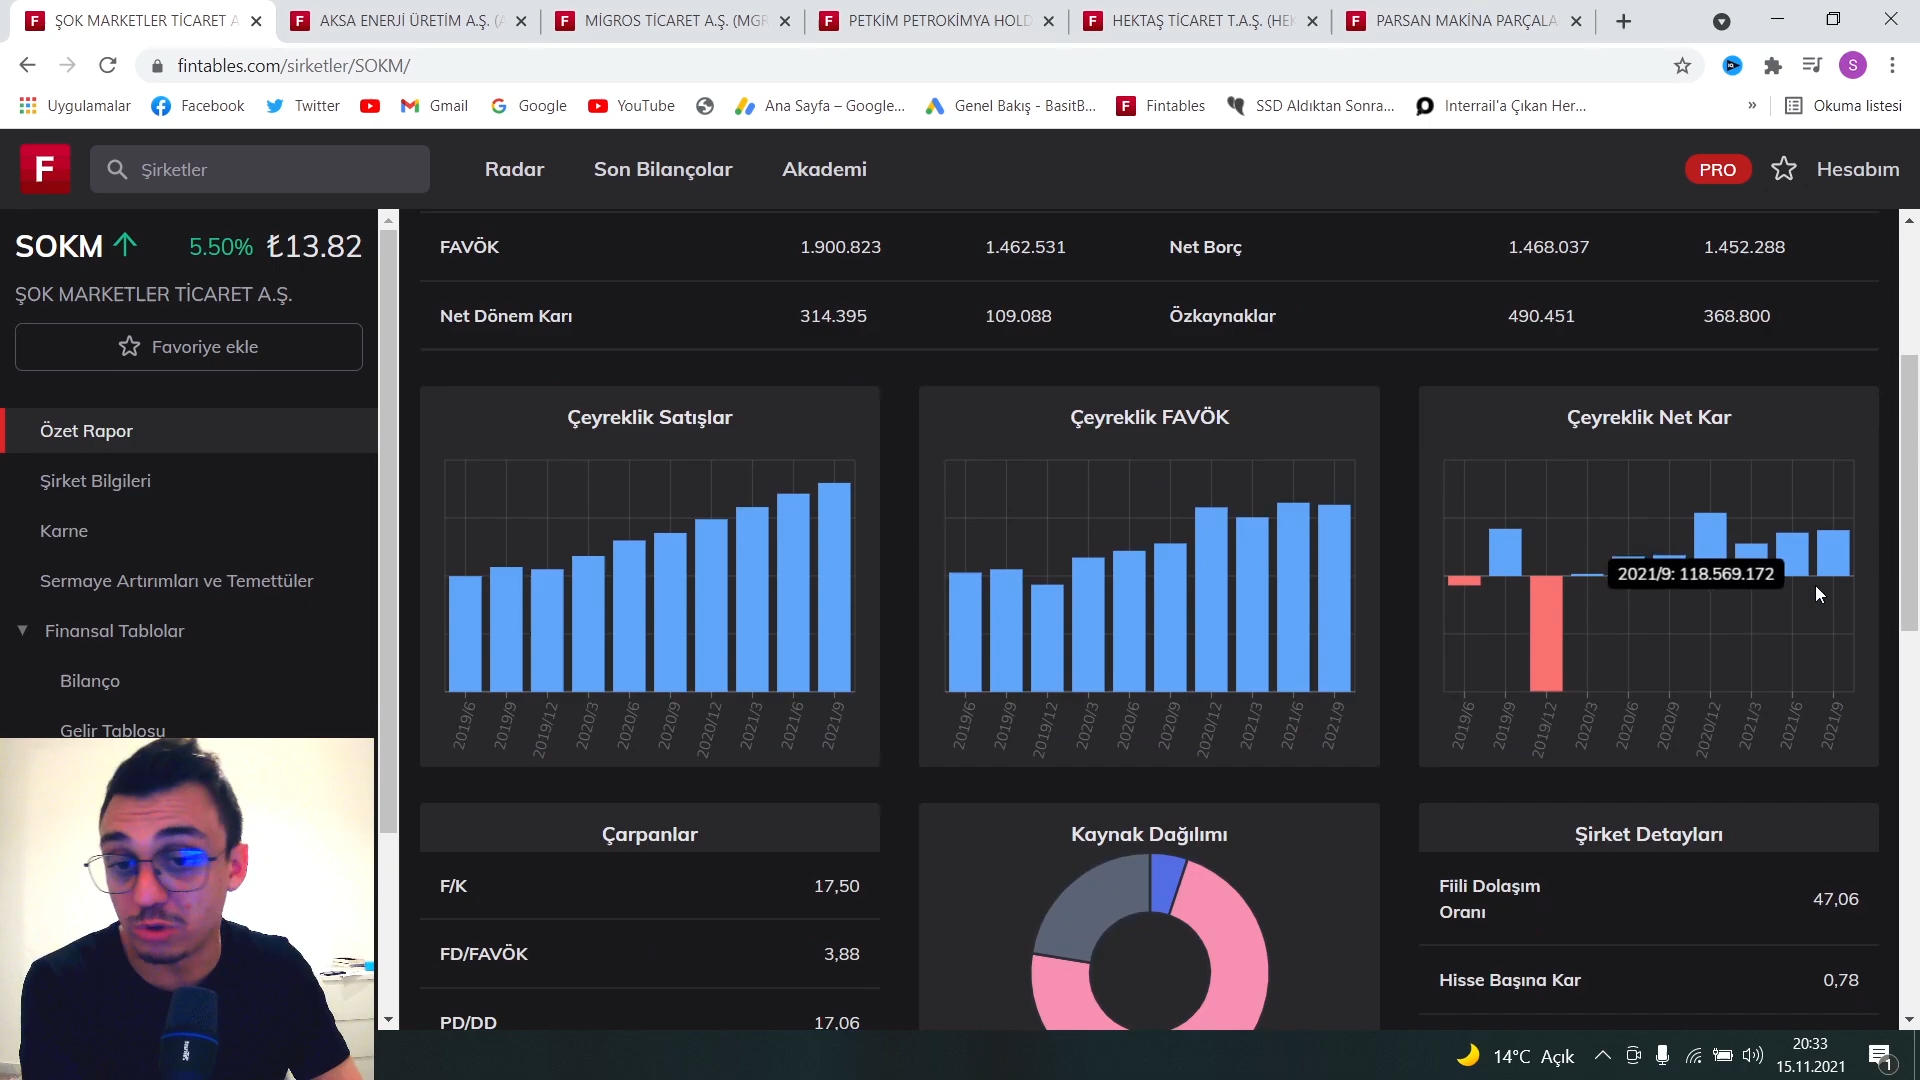 ŞOK MARKETLER TİCARET A
AKSA ENERJİ ÜRETİM A.Ş. (A
MİGROS TİCARET A.Ş. (MGR
PETKİM PETROKİMYA HOLD
HEKTAŞ TİCARET T.A.Ş. (HEK
PARSAN MAKİNA PARÇALA
fintables.com/sirketler/SOKM/
S
Uygulamalar
Facebook
Twitter
Gmail
Google
YouTube
Ana Sayfa – Google...
Genel Bakış - BasitB...
Fintables
SSD Aldıktan Sonra...
Interrail'a Çıkan Her...
»
Okuma listesi
F
Şirketler
Radar
Son Bilançolar
Akademi
PRO
Hesabım
SOKM
5.50%
₺13.82
ŞOK MARKETLER TİCARET A.Ş.
Favoriye ekle
Özet Rapor
Şirket Bilgileri
Karne
Sermaye Artırımları ve Temettüler
Finansal Tablolar
Bilanço
Gelir Tablosu
FAVÖK 1.900.823 1.462.531 Net Borç 1.468.037 1.452.288
Net Dönem Karı 314.395 109.088 Özkaynaklar 490.451 368.800
Çeyreklik Satışlar
2019/6 2019/9 2019/12 2020/3 2020/6 2020/9 2020/12 2021/3 2021/6 2021/9
Çeyreklik FAVÖK
2019/6 2019/9 2019/12 2020/3 2020/6 2020/9 2020/12 2021/3 2021/6 2021/9
Çeyreklik Net Kar
2021/9: 118.569.172
2019/6 2019/9 2019/12 2020/3 2020/6 2020/9 2020/12 2021/3 2021/6 2021/9
Çarpanlar
F/K 17,50
FD/FAVÖK 3,88
PD/DD 17,06
Kaynak Dağılımı
Şirket Detayları
Fiili Dolaşım
Oranı 47,06
Hisse Başına Kar 0,78
14°C Açık
20:33
15.11.2021
1